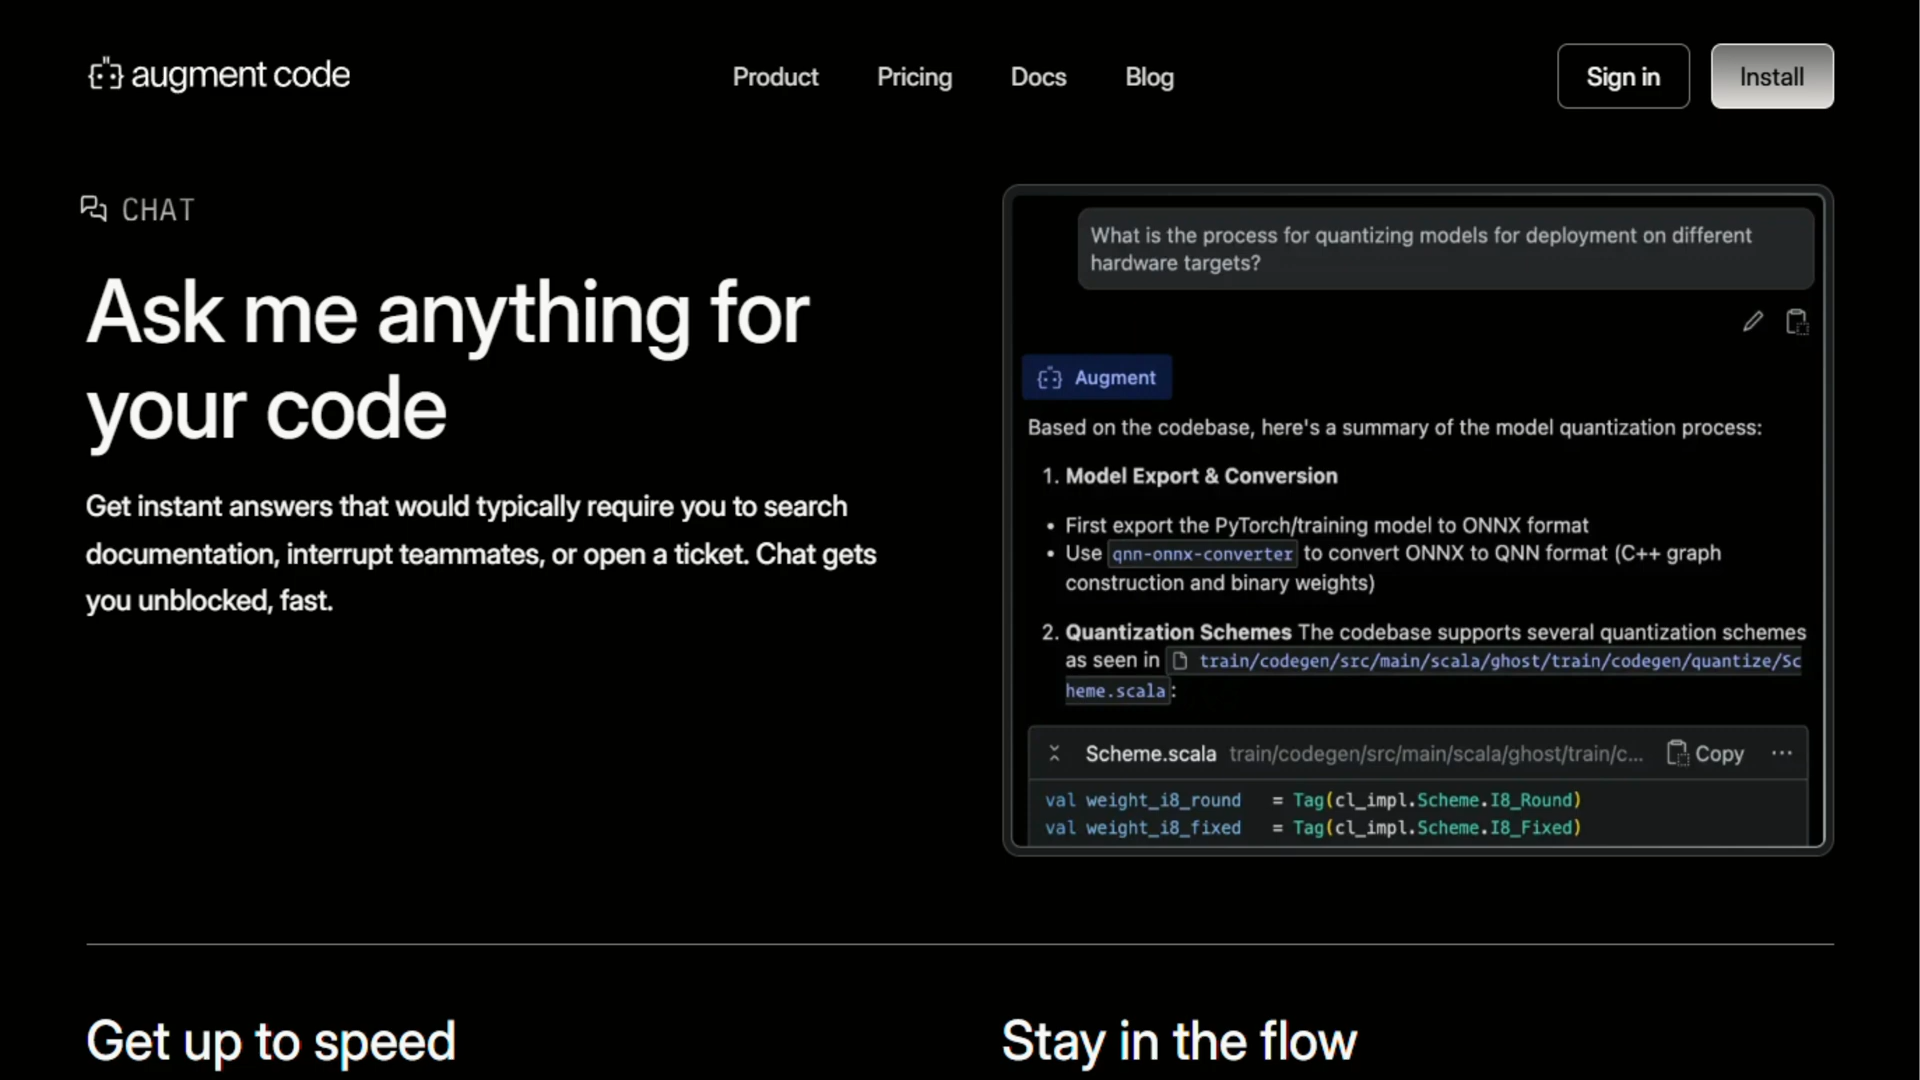 augment code
Product
Pricing
Docs
Blog
Sign in
Install
CHAT
Ask me anything for
your code
Get instant answers that would typically require you to search
documentation, interrupt teammates, or open a ticket. Chat gets
you unblocked, fast.
What is the process for quantizing models for deployment on different
hardware targets?
Augment
Based on the codebase, here's a summary of the model quantization process:
1. Model Export & Conversion
• First export the PyTorch/training model to ONNX format
• Use qnn-onnx-converter to convert ONNX to QNN format (C++ graph
construction and binary weights)
2. Quantization Schemes The codebase supports several quantization schemes
as seen in train/codegen/src/main/scala/ghost/train/codegen/quantize/Sc
heme.scala:
Scheme.scala train/codegen/src/main/scala/ghost/train/c... Copy ...
val weight_i8_round = Tag(cl_impl.Scheme.I8_Round)
val weight_i8_fixed = Tag(cl_impl.Scheme.I8_Fixed)
Get up to speed
Stay in the flow